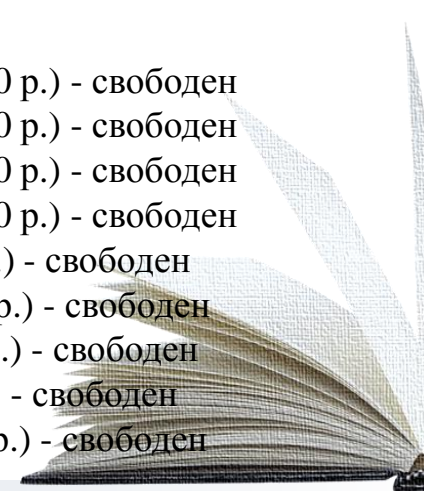 0 р.) - свободен
0 р.) - свободен
0 р.) - свободен
0 р.) - свободен
.) - свободен
р.) - свободен
.) - свободен
- свободен
р.) - свободен